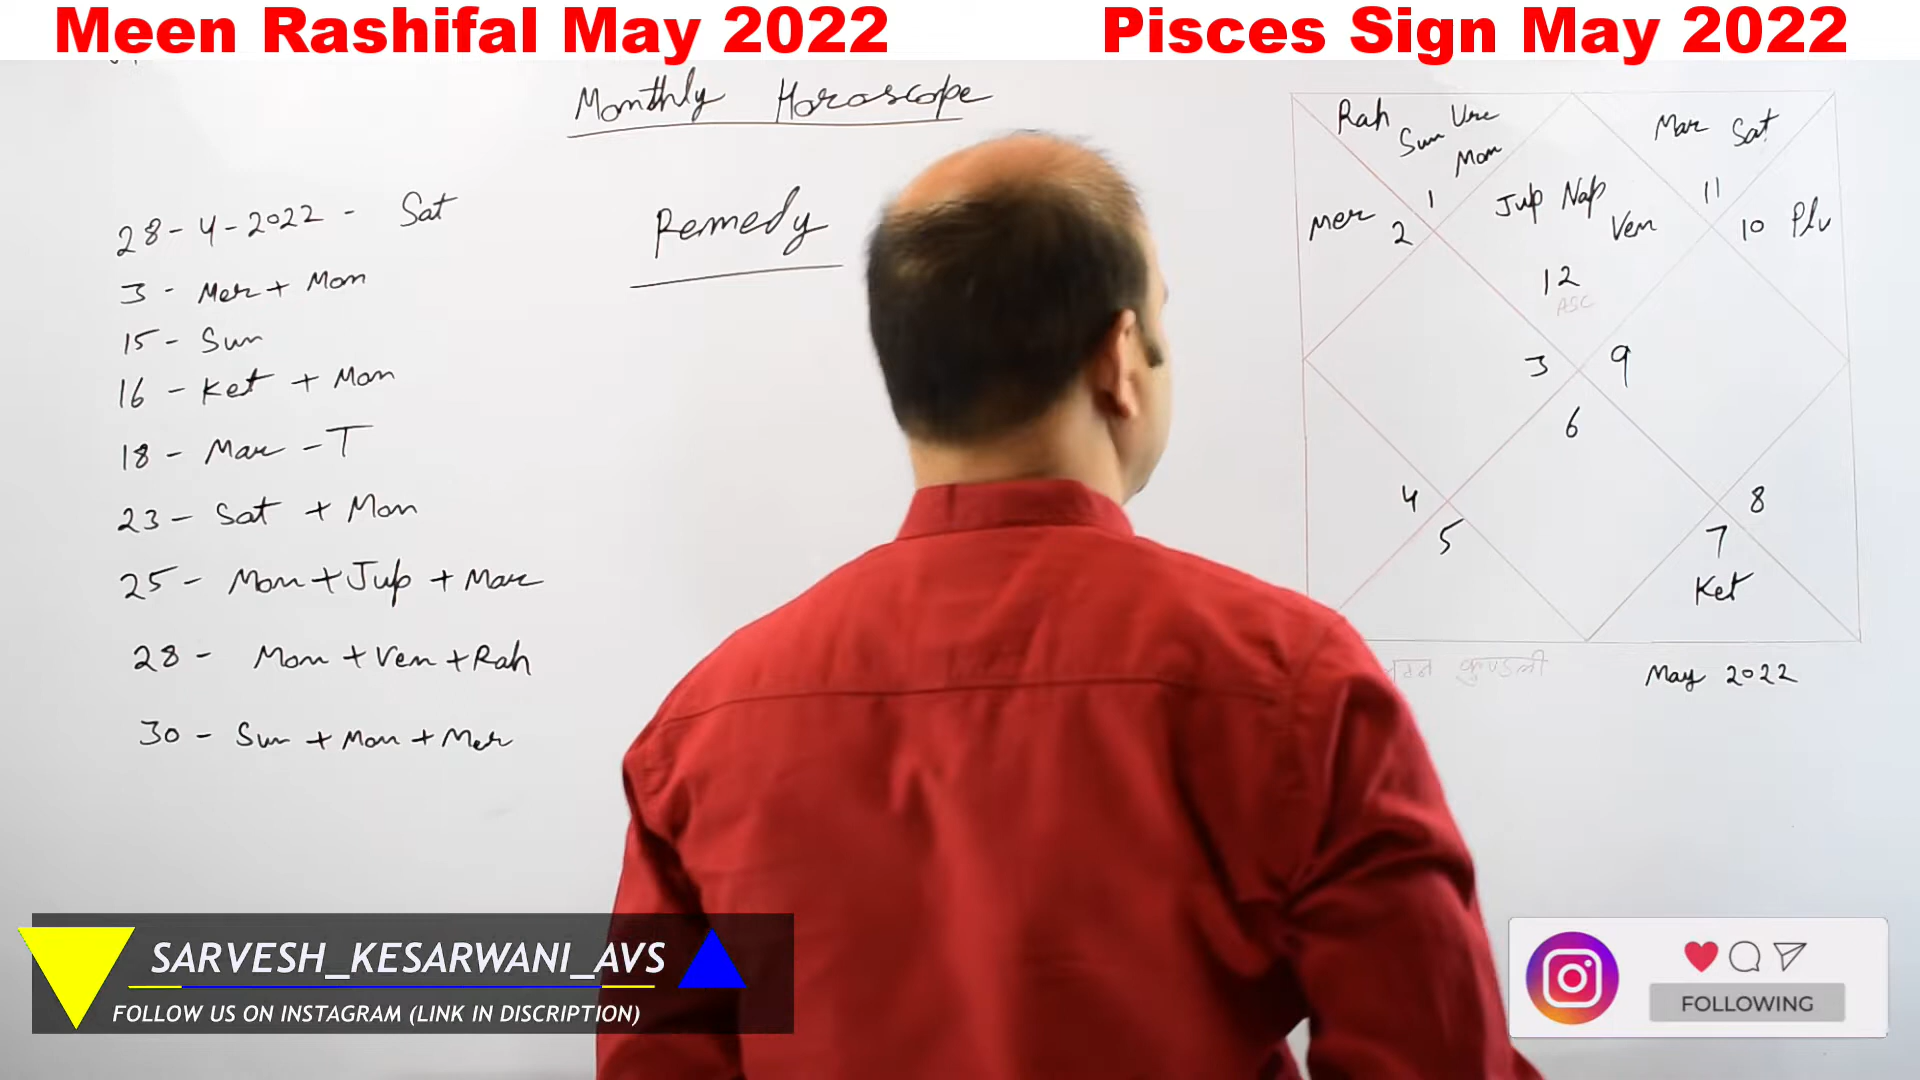 Meen Rashifal May 2022
Pisces Sign May 2022
Monthly Horoscope
28-4-2022 - Sat
3 - Mer + Mon
15 - Sun
16 - Ket + Mon
18 - Mar - T
23 - Sat + Mon
25 - Mon + Jup + Mar
28 - Mon + Ven + Rah
30 - Sun + Mon + Mer
Remedy
Rah
Sun
Mon
1
Mer
2
Jup Nap
Ven
12
ASC
Mar Sat
11
10 Plu
3
9
6
4
5
8
7
Ket
कुण्डली
May 2022
SARVESH_KESARWANI_AVS
FOLLOW US ON INSTAGRAM (LINK IN DISCRIPTION)
FOLLOWING